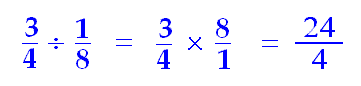 3/4 ÷ 1/8 = 3/4 × 8/1 = 24/4